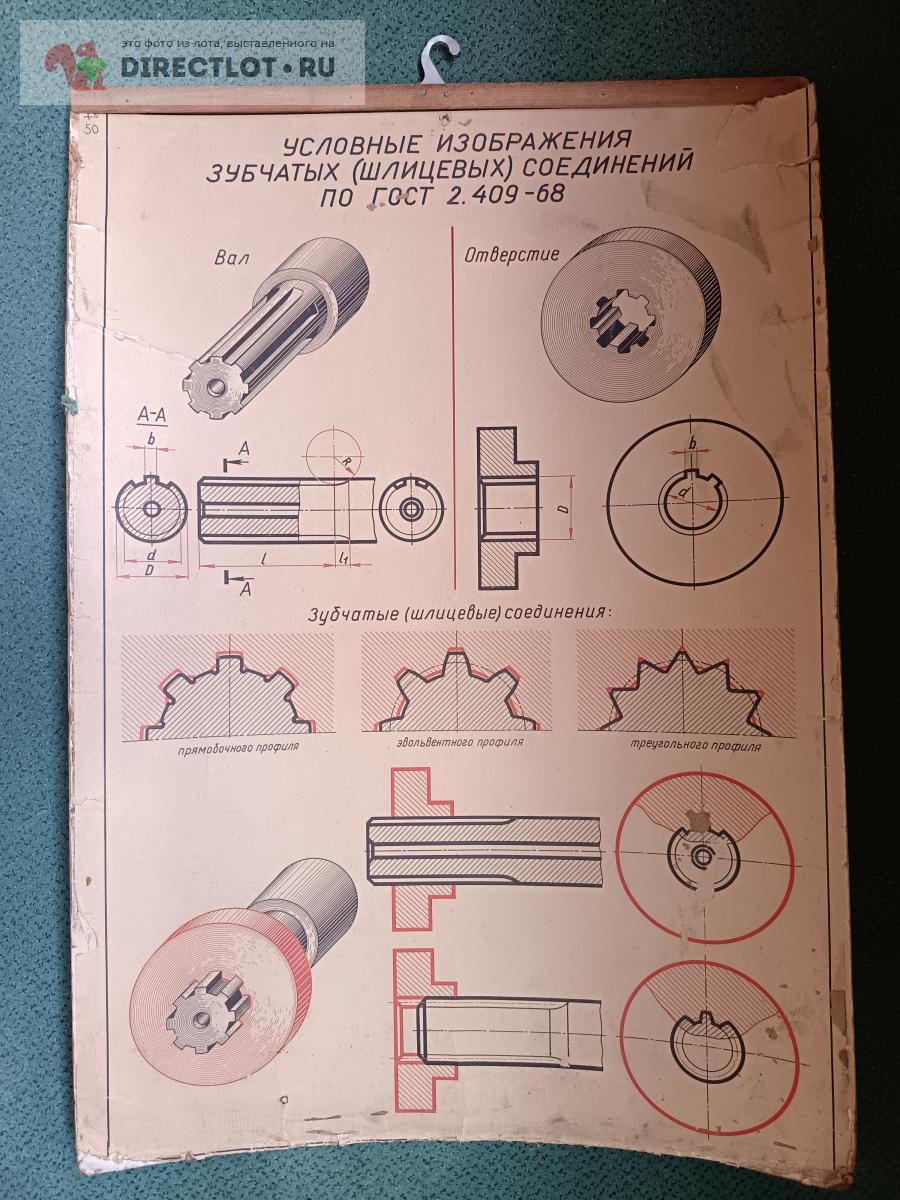 это фото из лота, выставленного на
DIRECTLOT.RU
50
УСЛОВНЫЕ ИЗОБРАЖЕНИЯ
ЗУБЧАТЫХ (ШЛИЦЕВЫХ) СОЕДИНЕНИЙ
ПО ГОСТ 2.409-68
Вал
Отверстие
А-А
b
А
R
d
D
l
l1
А
D
b
d
Зубчатые (шлицевые) соединения:
прямобочного профиля
эвольвентного профиля
треугольного профиля